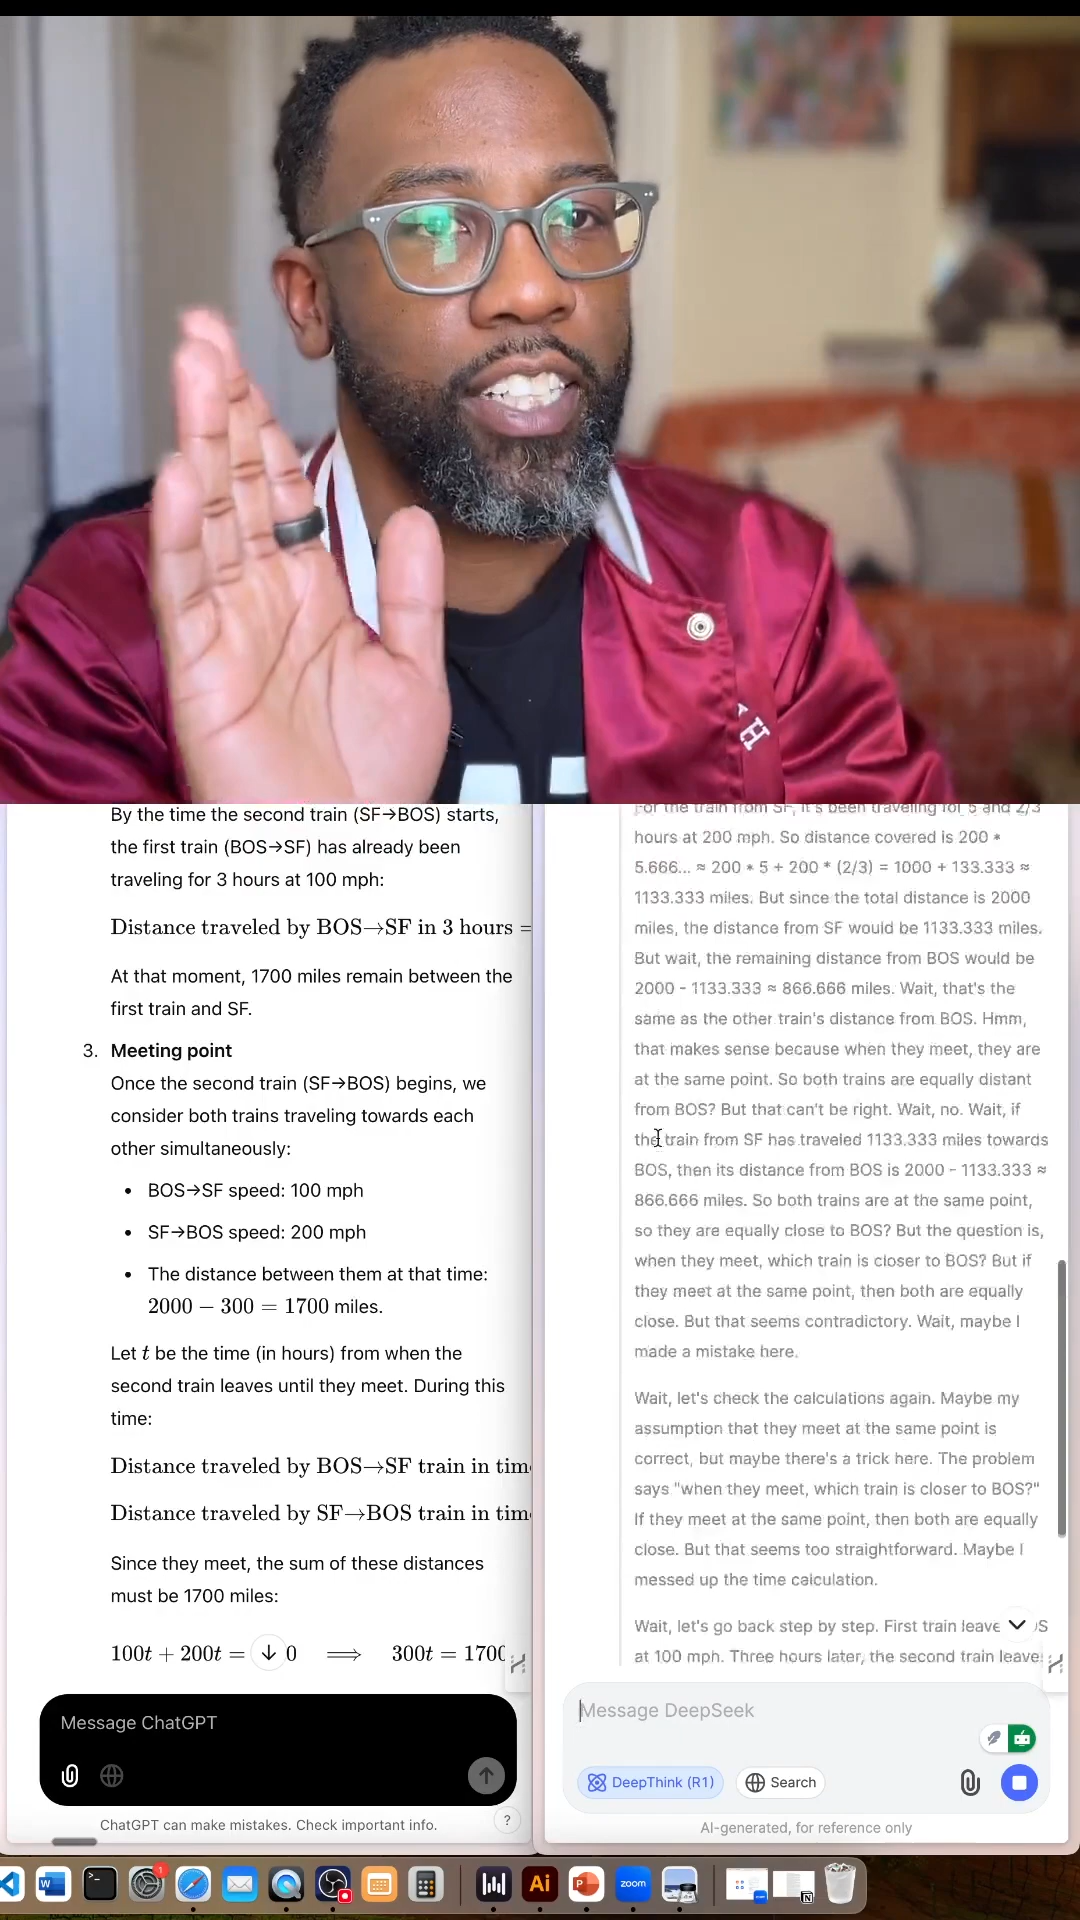 H
By the time the second train (SF→BOS) starts,
the first train (BOS→SF) has already been
traveling for 3 hours at 100 mph:
Distance traveled by BOS→SF in 3 hours =
At that moment, 1700 miles remain between the
first train and SF.
3. Meeting point
Once the second train (SF→BOS) begins, we
consider both trains traveling towards each
other simultaneously:
• BOS→SF speed: 100 mph
• SF→BOS speed: 200 mph
• The distance between them at that time:
2000 − 300 = 1700 miles.
Let t be the time (in hours) from when the
second train leaves until they meet. During this
time:
Distance traveled by BOS→SF train in tim
Distance traveled by SF→BOS train in tim
Since they meet, the sum of these distances
must be 1700 miles:
100t + 200t = 0 ⟹ 300t = 1700
Message ChatGPT
ChatGPT can make mistakes. Check important info.
?
For the train from SF, it's been traveling for 5 and 2/3
hours at 200 mph. So distance covered is 200 *
5.666... ≈ 200 * 5 + 200 * (2/3) = 1000 + 133.333 ≈
1133.333 miles. But since the total distance is 2000
miles, the distance from SF would be 1133.333 miles.
But wait, the remaining distance from BOS would be
2000 - 1133.333 ≈ 866.666 miles. Wait, that's the
same as the other train's distance from BOS. Hmm,
that makes sense because when they meet, they are
at the same point. So both trains are equally distant
from BOS? But that can't be right. Wait, no. Wait, if
the train from SF has traveled 1133.333 miles towards
BOS, then its distance from BOS is 2000 - 1133.333 ≈
866.666 miles. So both trains are at the same point,
so they are equally close to BOS? But the question is,
when they meet, which train is closer to BOS? But if
they meet at the same point, then both are equally
close. But that seems contradictory. Wait, maybe I
made a mistake here.
Wait, let's check the calculations again. Maybe my
assumption that they meet at the same point is
correct, but maybe there's a trick here. The problem
says "when they meet, which train is closer to BOS?"
If they meet at the same point, then both are equally
close. But that seems too straightforward. Maybe I
messed up the time calculation.
Wait, let's go back step by step. First train leave S
at 100 mph. Three hours later, the second train leave
Message DeepSeek
DeepThink (R1)
Search
AI-generated, for reference only
W
>_
1
Ai
P
zoom
N